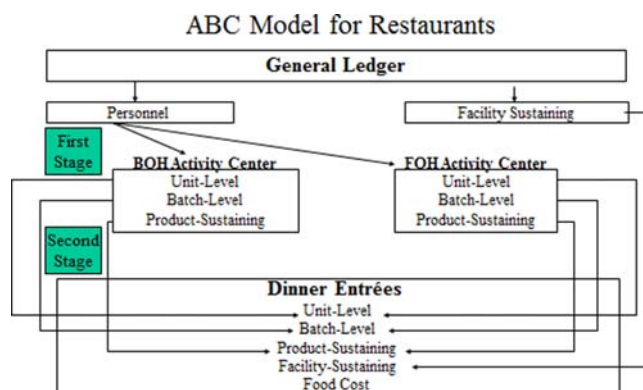 ABC Model for Restaurants
General Ledger
Personnel
Facility Sustaining
First
Stage
BOH Activity Center
Unit-Level
Batch-Level
Product-Sustaining
FOH Activity Center
Unit-Level
Batch-Level
Product-Sustaining
Second
Stage
Dinner Entrées
Unit-Level
Batch-Level
Product-Sustaining
Facility-Sustaining
Food Cost